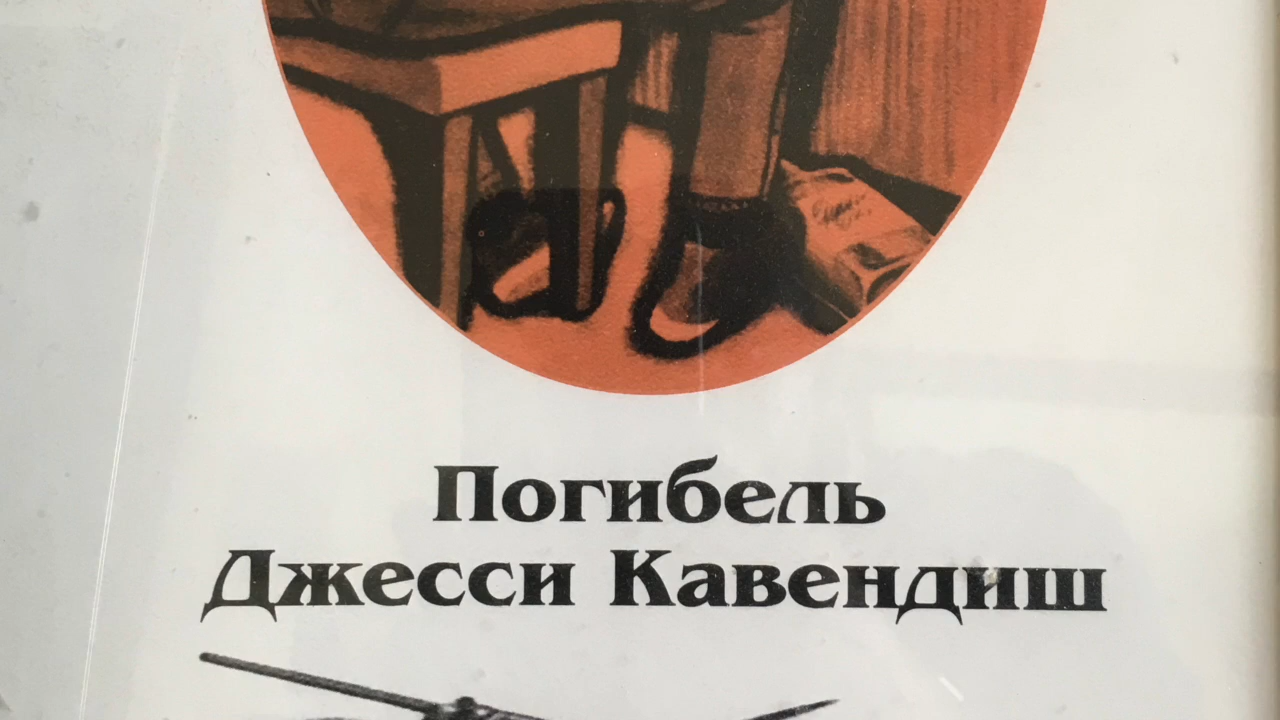 Погибель
Джесси Кавендиш